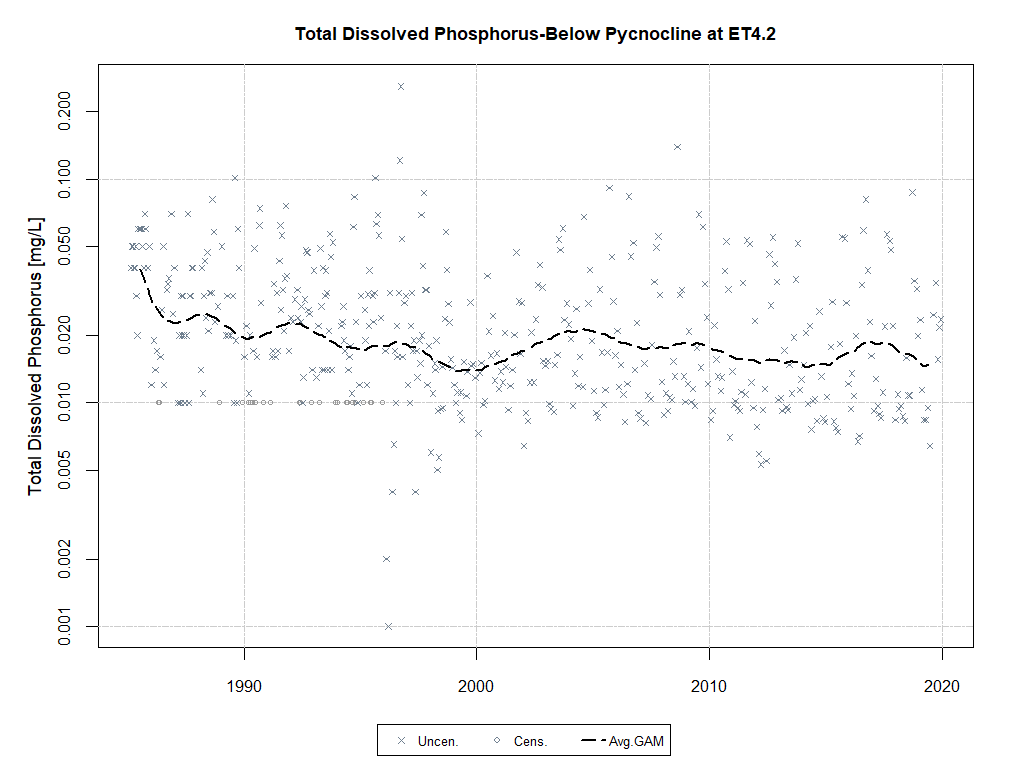 Total Dissolved Phosphorus-Below Pycnocline at ET4.2
Total Dissolved Phosphorus [mg/L]
0.200
0.100
0.050
0.020
0.010
0.005
0.002
0.001
1990 2000 2010 2020
Uncen. Cens. Avg.GAM